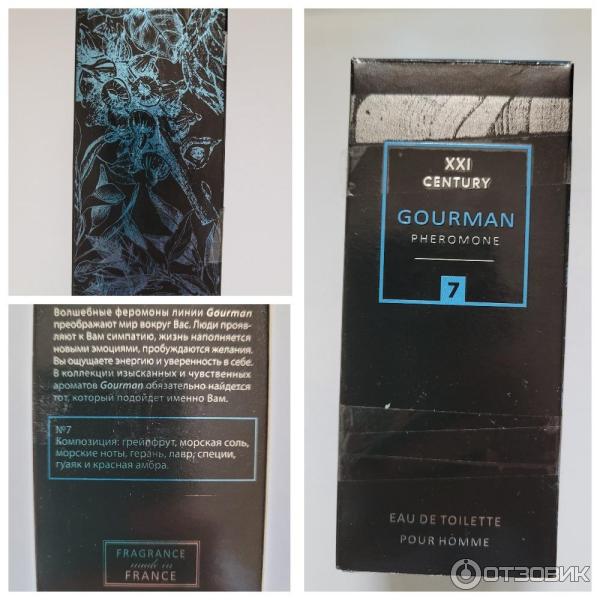 Волшебные феромоны линии Gourman
преображают мир вокруг Вас. Люди прояв-
ляют к Вам симпатию, жизнь наполняется
новыми эмоциями, пробуждаются желания.
Вы ощущаете энергию и уверенность в себе.
В коллекции изысканных и чувственных
ароматов Gourman обязательно найдется
тот, который подойдет именно Вам.
№7
Композиция: грейпфрут, морская соль,
морские ноты, герань, лавр, специи,
гуаяк и красная амбра.
FRAGRANCE
made in
FRANCE
XXI
CENTURY
GOURMAN
PHEROMONE
7
EAU DE TOILETTE
POUR HOMME
ОТЗОВИК